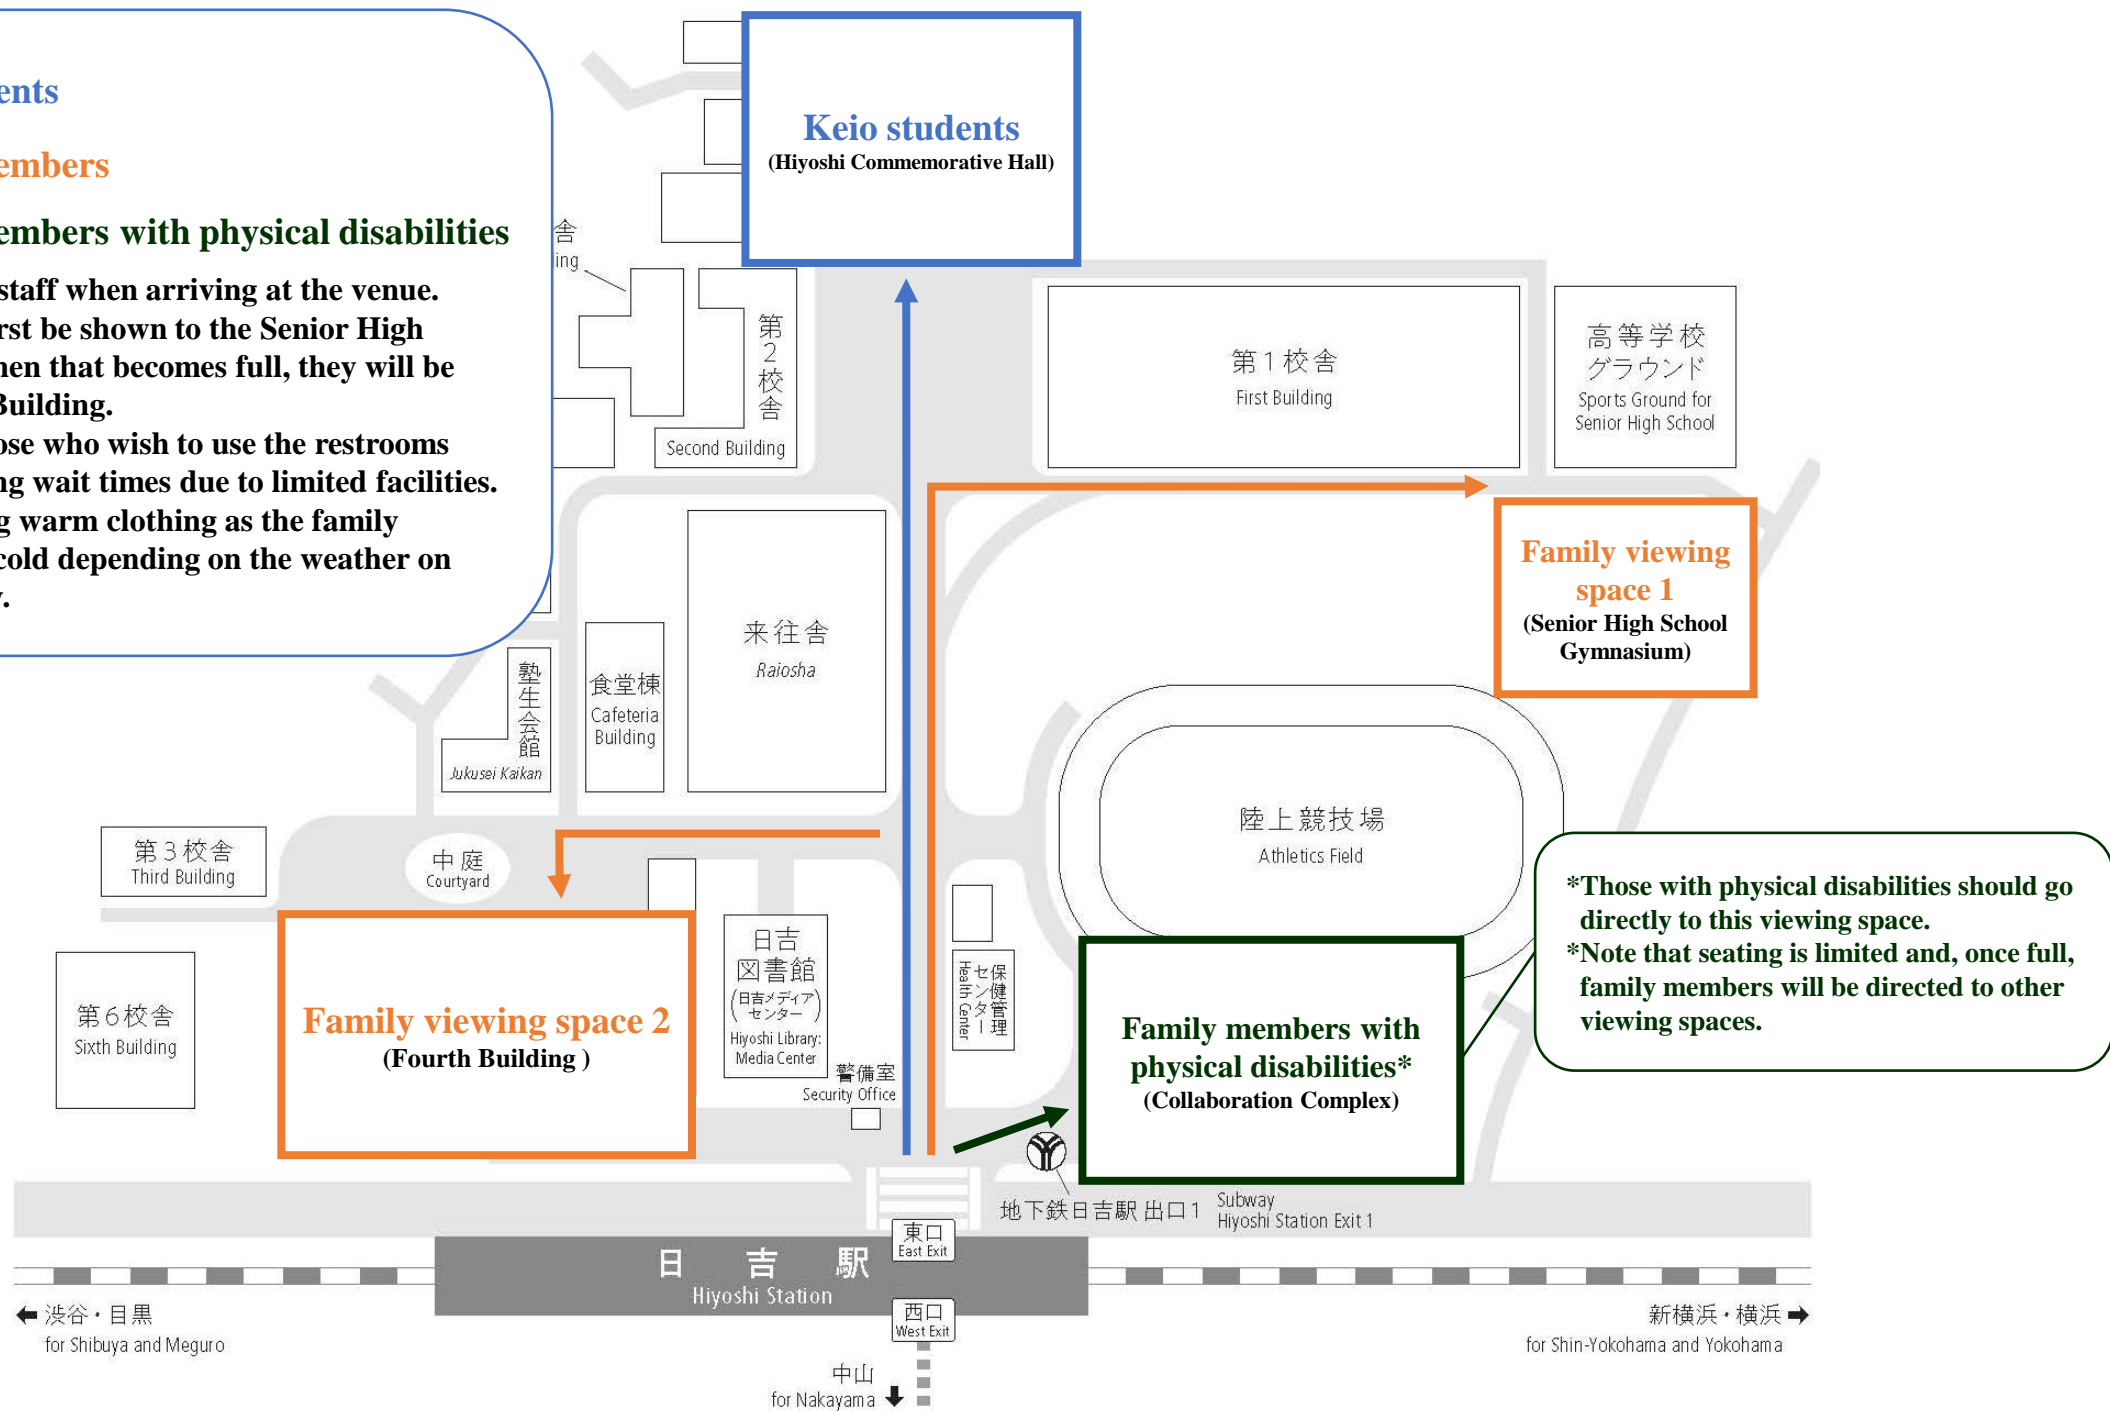 ents
embers
embers with physical disabilities
staff when arriving at the venue.
rst be shown to the Senior High
hen that becomes full, they will be
Building.
ose who wish to use the restrooms
ng wait times due to limited facilities.
g warm clothing as the family
cold depending on the weather on
y.
Keio students
(Hiyoshi Commemorative Hall)
舎
ing
第2校舎
Second Building
第1校舎
First Building
高等学校
グラウンド
Sports Ground for
Senior High School
Family viewing
space 1
(Senior High School
Gymnasium)
来往舎
Raiosha
食堂棟
Cafeteria
Building
塾生会館
Jukusei Kaikan
陸上競技場
Athletics Field
第3校舎
Third Building
中庭
Courtyard
第6校舎
Sixth Building
Family viewing space 2
(Fourth Building )
日吉
図書館
(日吉メディア
センター)
Hiyoshi Library:
Media Center
警備室
Security Office
保健管理
センター
Health Center
Family members with
physical disabilities*
(Collaboration Complex)
*Those with physical disabilities should go
directly to this viewing space.
*Note that seating is limited and, once full,
family members will be directed to other
viewing spaces.
地下鉄日吉駅 出口1
Subway
Hiyoshi Station Exit 1
東口
East Exit
日吉駅
Hiyoshi Station
西口
West Exit
← 渋谷・目黒
for Shibuya and Meguro
新横浜・横浜 →
for Shin-Yokohama and Yokohama
中山
for Nakayama ↓